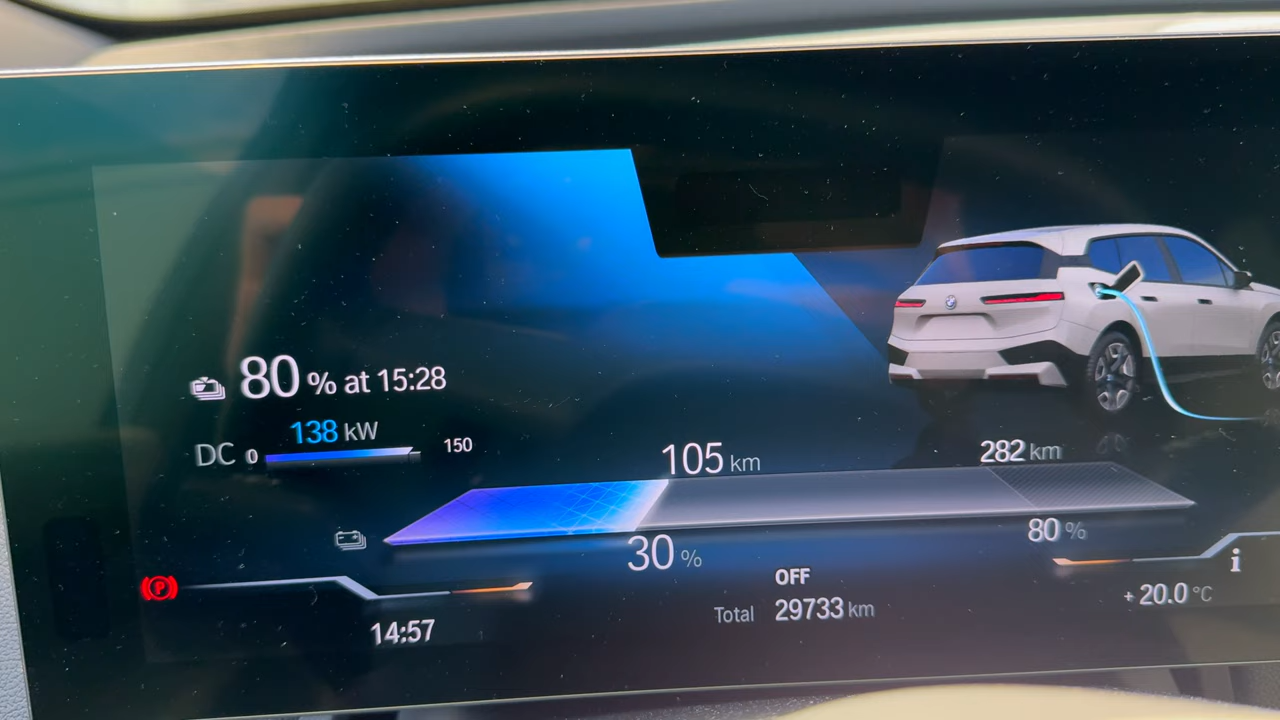 80 % at 15:28
138 kW
DC 0 150
105 km 282 km
30 % 80 %
OFF
Total 29733 km
+ 20.0 °C
14:57
P
i